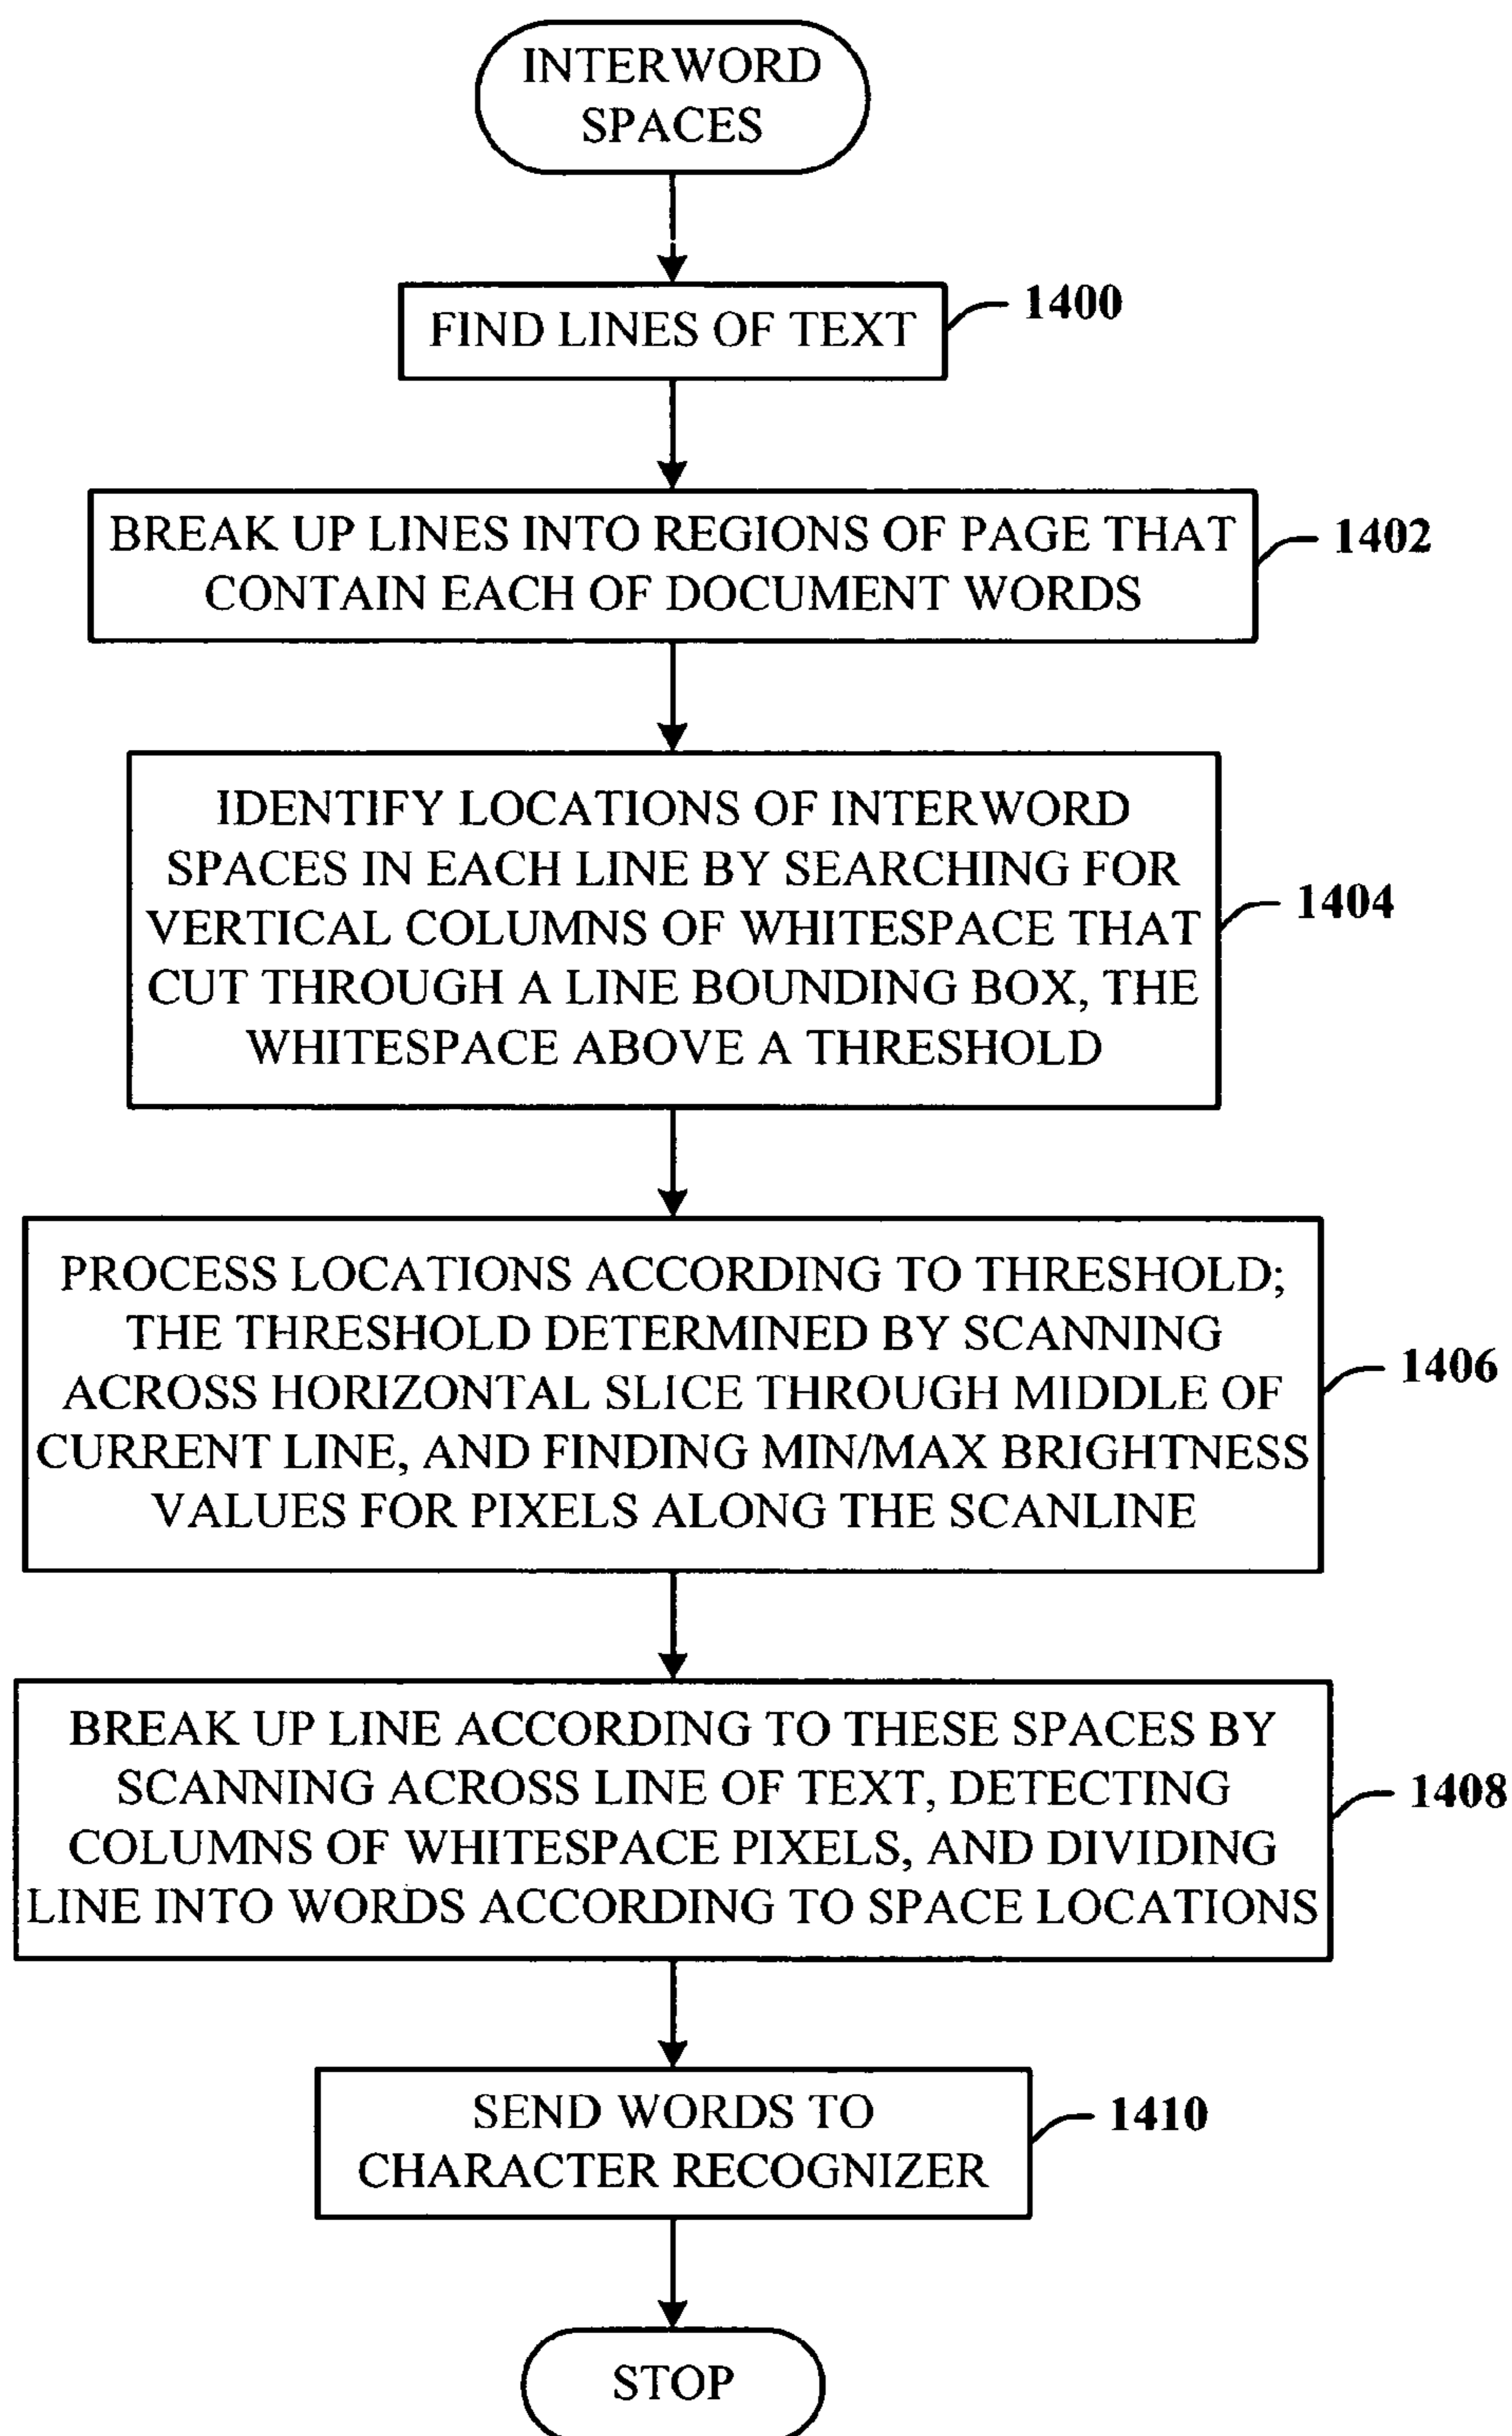 INTERWORD
SPACES
FIND LINES OF TEXT
1400
BREAK UP LINES INTO REGIONS OF PAGE THAT
CONTAIN EACH OF DOCUMENT WORDS
1402
IDENTIFY LOCATIONS OF INTERWORD
SPACES IN EACH LINE BY SEARCHING FOR
VERTICAL COLUMNS OF WHITESPACE THAT
CUT THROUGH A LINE BOUNDING BOX, THE
WHITESPACE ABOVE A THRESHOLD
1404
PROCESS LOCATIONS ACCORDING TO THRESHOLD;
THE THRESHOLD DETERMINED BY SCANNING
ACROSS HORIZONTAL SLICE THROUGH MIDDLE OF
CURRENT LINE, AND FINDING MIN/MAX BRIGHTNESS
VALUES FOR PIXELS ALONG THE SCANLINE
1406
BREAK UP LINE ACCORDING TO THESE SPACES BY
SCANNING ACROSS LINE OF TEXT, DETECTING
COLUMNS OF WHITESPACE PIXELS, AND DIVIDING
LINE INTO WORDS ACCORDING TO SPACE LOCATIONS
1408
SEND WORDS TO
CHARACTER RECOGNIZER
1410
STOP